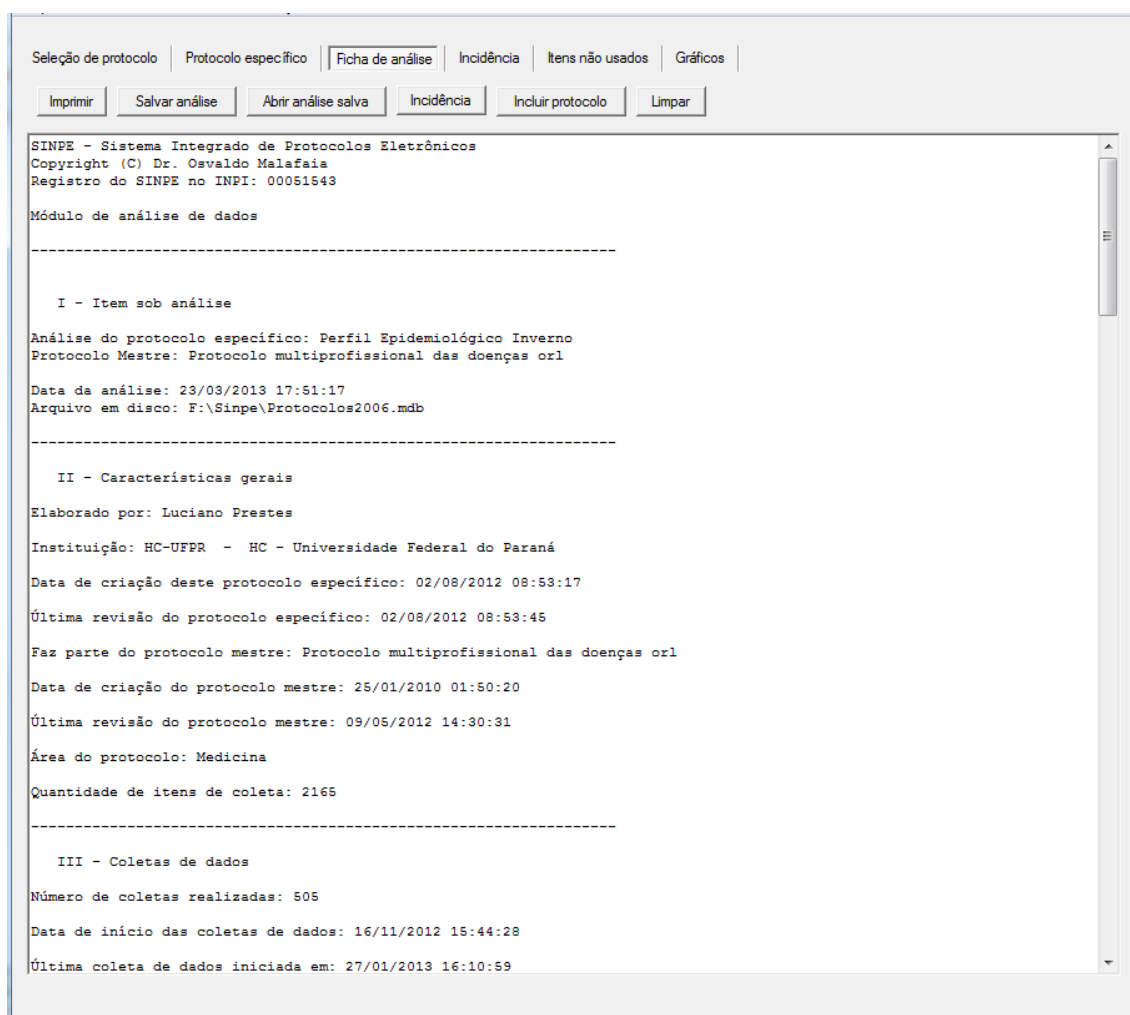 Seleção de protocolo Protocolo específico Ficha de análise Incidência Itens não usados Gráficos
Imprimir Salvar análise Abrir análise salva Incidência Incluir protocolo Limpar
SINPE - Sistema Integrado de Protocolos Eletrônicos
Copyright (C) Dr. Osvaldo Malafaia
Registro do SINPE no INPI: 00051543
Módulo de análise de dados
-------------------------------------------------------------------
I - Item sob análise
Análise do protocolo específico: Perfil Epidemiológico Inverno
Protocolo Mestre: Protocolo multiprofissional das doenças orl
Data da análise: 23/03/2013 17:51:17
Arquivo em disco: F:\Sinpe\Protocolos2006.mdb
-------------------------------------------------------------------
II - Características gerais
Elaborado por: Luciano Prestes
Instituição: HC-UFPR - HC - Universidade Federal do Paraná
Data de criação deste protocolo específico: 02/08/2012 08:53:17
Última revisão do protocolo específico: 02/08/2012 08:53:45
Faz parte do protocolo mestre: Protocolo multiprofissional das doenças orl
Data de criação do protocolo mestre: 25/01/2010 01:50:20
Última revisão do protocolo mestre: 09/05/2012 14:30:31
Área do protocolo: Medicina
Quantidade de itens de coleta: 2165
-------------------------------------------------------------------
III - Coletas de dados
Número de coletas realizadas: 505
Data de início das coletas de dados: 16/11/2012 15:44:28
Última coleta de dados iniciada em: 27/01/2013 16:10:59